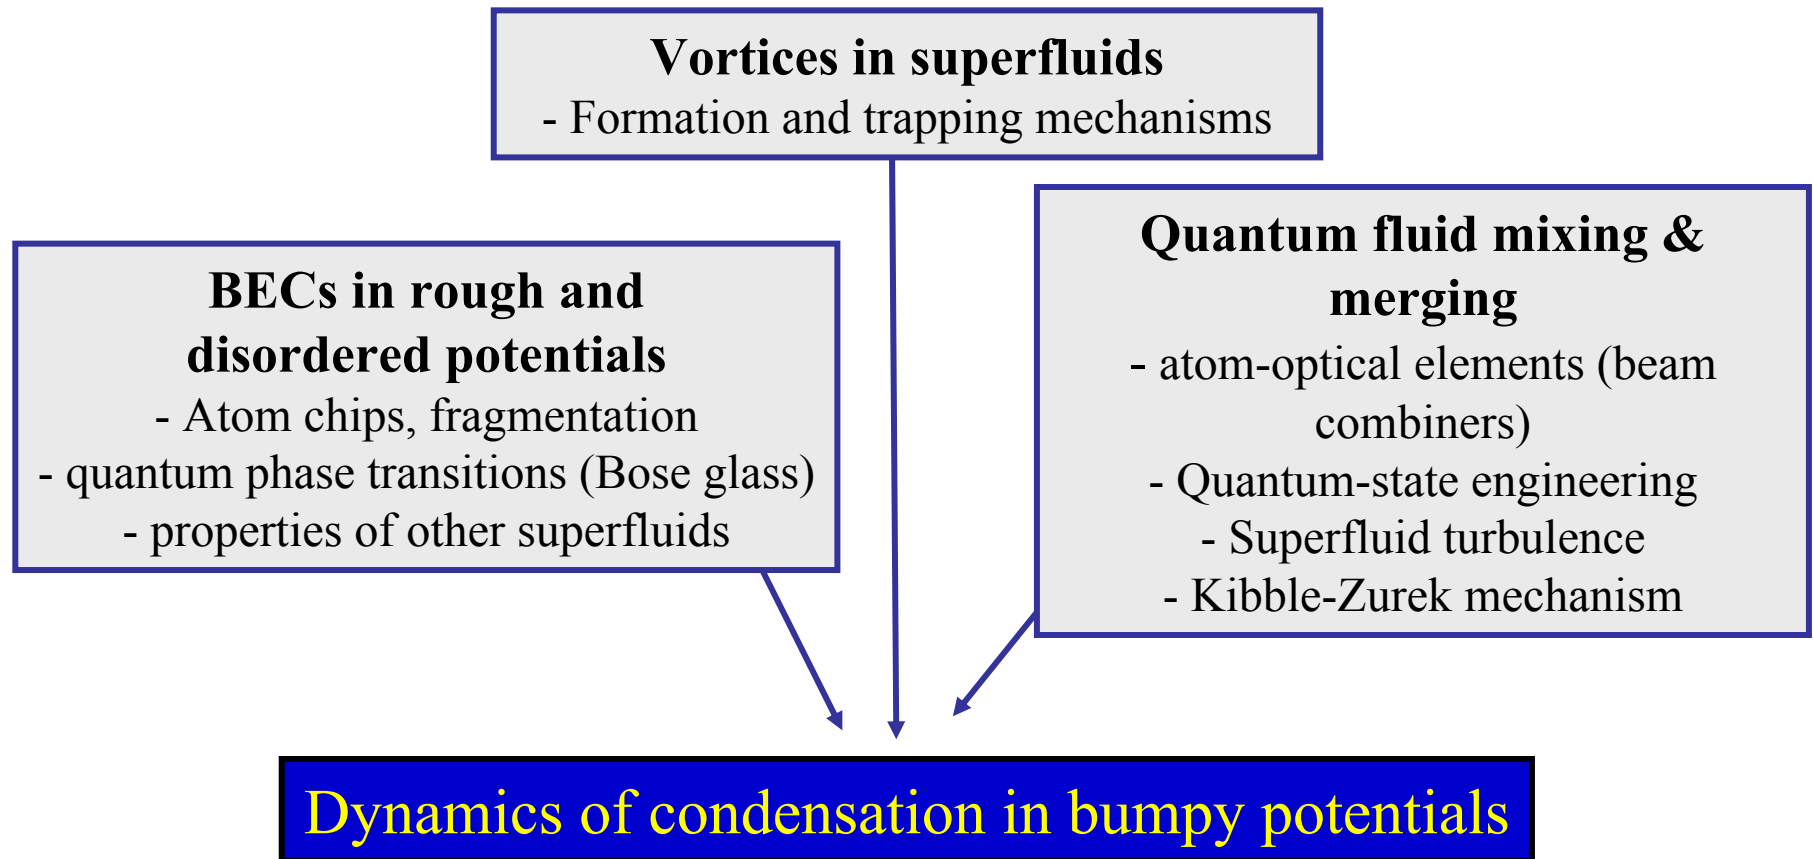 Vortices in superfluids
- Formation and trapping mechanisms
BECs in rough and
disordered potentials
- Atom chips, fragmentation
- quantum phase transitions (Bose glass)
- properties of other superfluids
Quantum fluid mixing &
merging
- atom-optical elements (beam
combiners)
- Quantum-state engineering
- Superfluid turbulence
- Kibble-Zurek mechanism
Dynamics of condensation in bumpy potentials